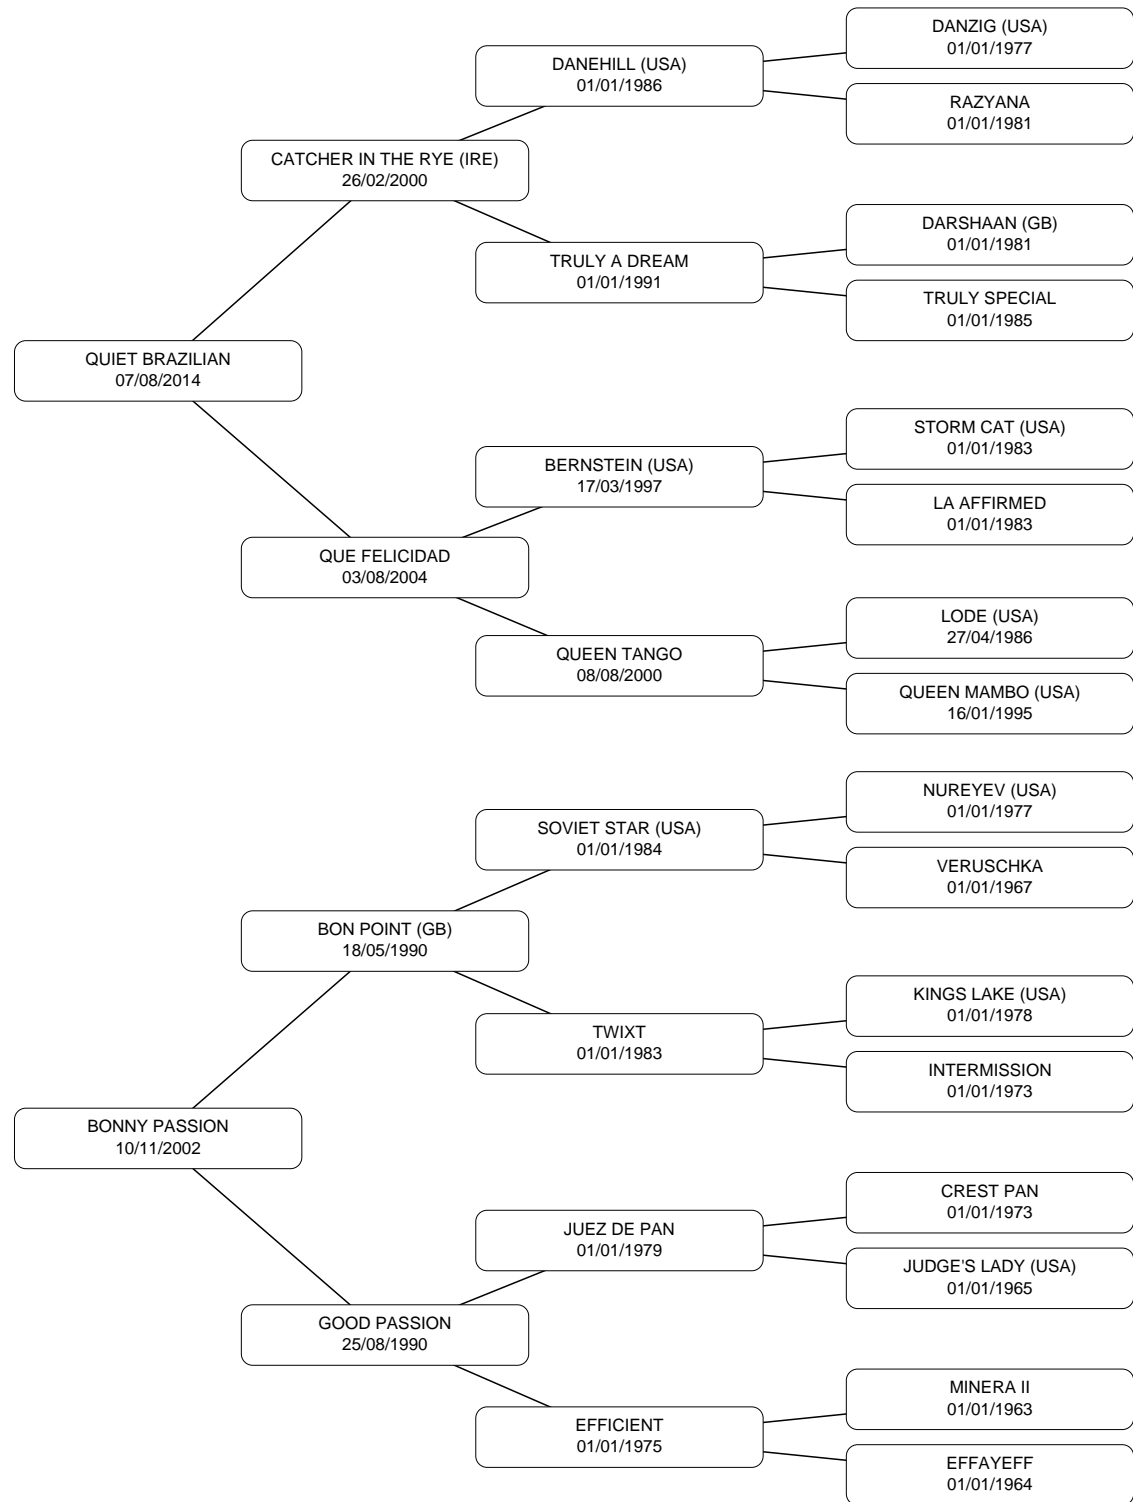 DANZIG (USA)
01/01/1977
DANEHILL (USA)
01/01/1986
RAZYANA
01/01/1981
CATCHER IN THE RYE (IRE)
26/02/2000
DARSHAAN (GB)
01/01/1981
TRULY A DREAM
01/01/1991
TRULY SPECIAL
01/01/1985
QUIET BRAZILIAN
07/08/2014
STORM CAT (USA)
01/01/1983
BERNSTEIN (USA)
17/03/1997
LA AFFIRMED
01/01/1983
QUE FELICIDAD
03/08/2004
LODE (USA)
27/04/1986
QUEEN TANGO
08/08/2000
QUEEN MAMBO (USA)
16/01/1995
NUREYEV (USA)
01/01/1977
SOVIET STAR (USA)
01/01/1984
VERUSCHKA
01/01/1967
BON POINT (GB)
18/05/1990
KINGS LAKE (USA)
01/01/1978
TWIXT
01/01/1983
INTERMISSION
01/01/1973
BONNY PASSION
10/11/2002
CREST PAN
01/01/1973
JUEZ DE PAN
01/01/1979
JUDGE'S LADY (USA)
01/01/1965
GOOD PASSION
25/08/1990
MINERA II
01/01/1963
EFFICIENT
01/01/1975
EFFAYEFF
01/01/1964